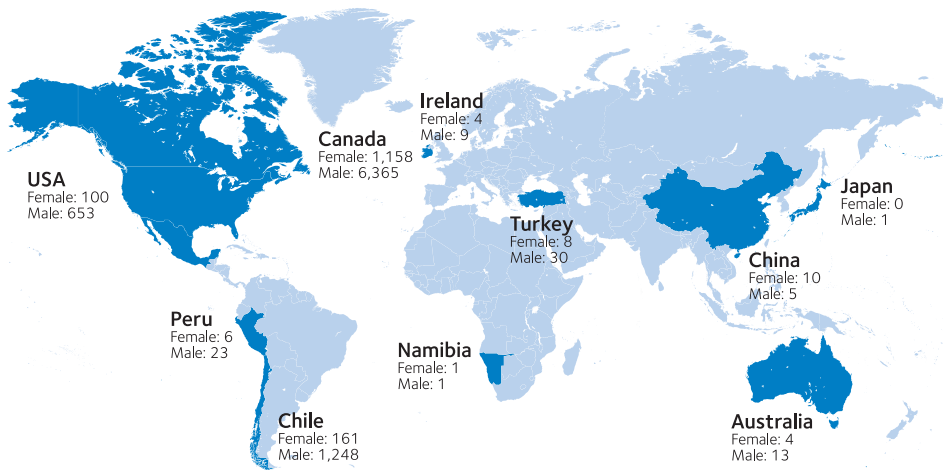 Ireland
Female: 4
Male: 9
Canada
Female: 1,158
Male: 6,365
USA
Female: 100
Male: 653
Japan
Female: 0
Male: 1
Turkey
Female: 8
Male: 30
China
Female: 10
Male: 5
Peru
Female: 6
Male: 23
Namibia
Female: 1
Male: 1
Chile
Female: 161
Male: 1,248
Australia
Female: 4
Male: 13